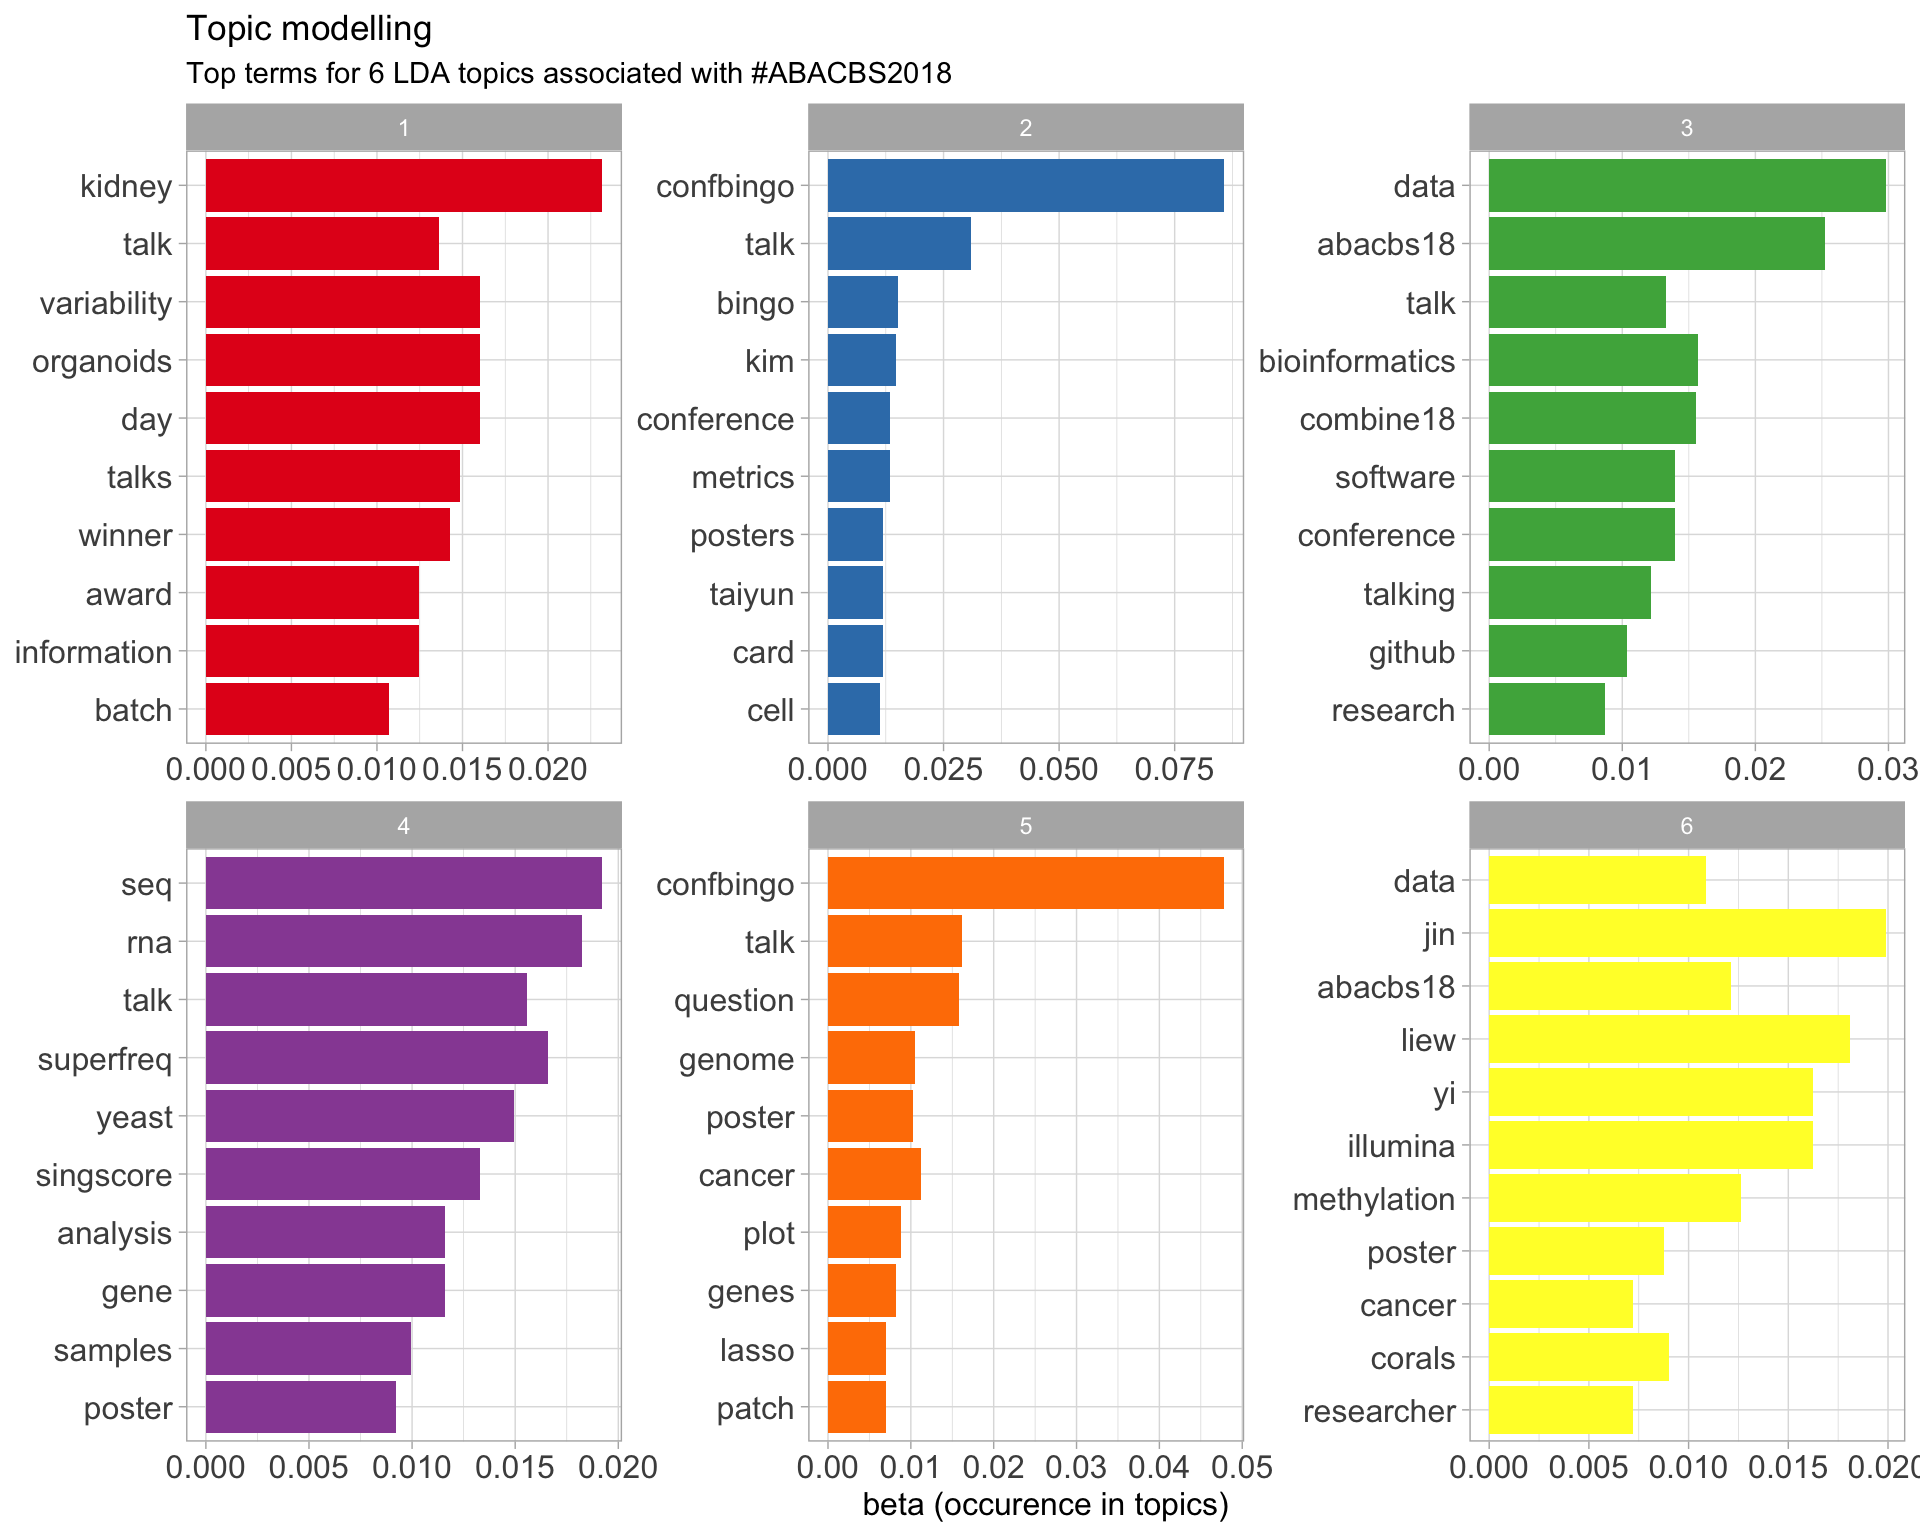 Topic modelling
Top terms for 6 LDA topics associated with #ABACBS2018
1
kidney
talk
variability
organoids
day
talks
winner
award
information
batch
0.000 0.005 0.010 0.015 0.020
2
confbingo
talk
bingo
kim
conference
metrics
posters
taiyun
card
cell
0.000 0.025 0.050 0.075
3
data
abacbs18
talk
bioinformatics
combine18
software
conference
talking
github
research
0.00 0.01 0.02 0.03
4
seq
rna
talk
superfreq
yeast
singscore
analysis
gene
samples
poster
0.000 0.005 0.010 0.015 0.020
5
confbingo
talk
question
genome
poster
cancer
plot
genes
lasso
patch
0.00 0.01 0.02 0.03 0.04 0.05
6
data
jin
abacbs18
liew
yi
illumina
methylation
poster
cancer
corals
researcher
0.000 0.005 0.010 0.015 0.020
beta (occurence in topics)